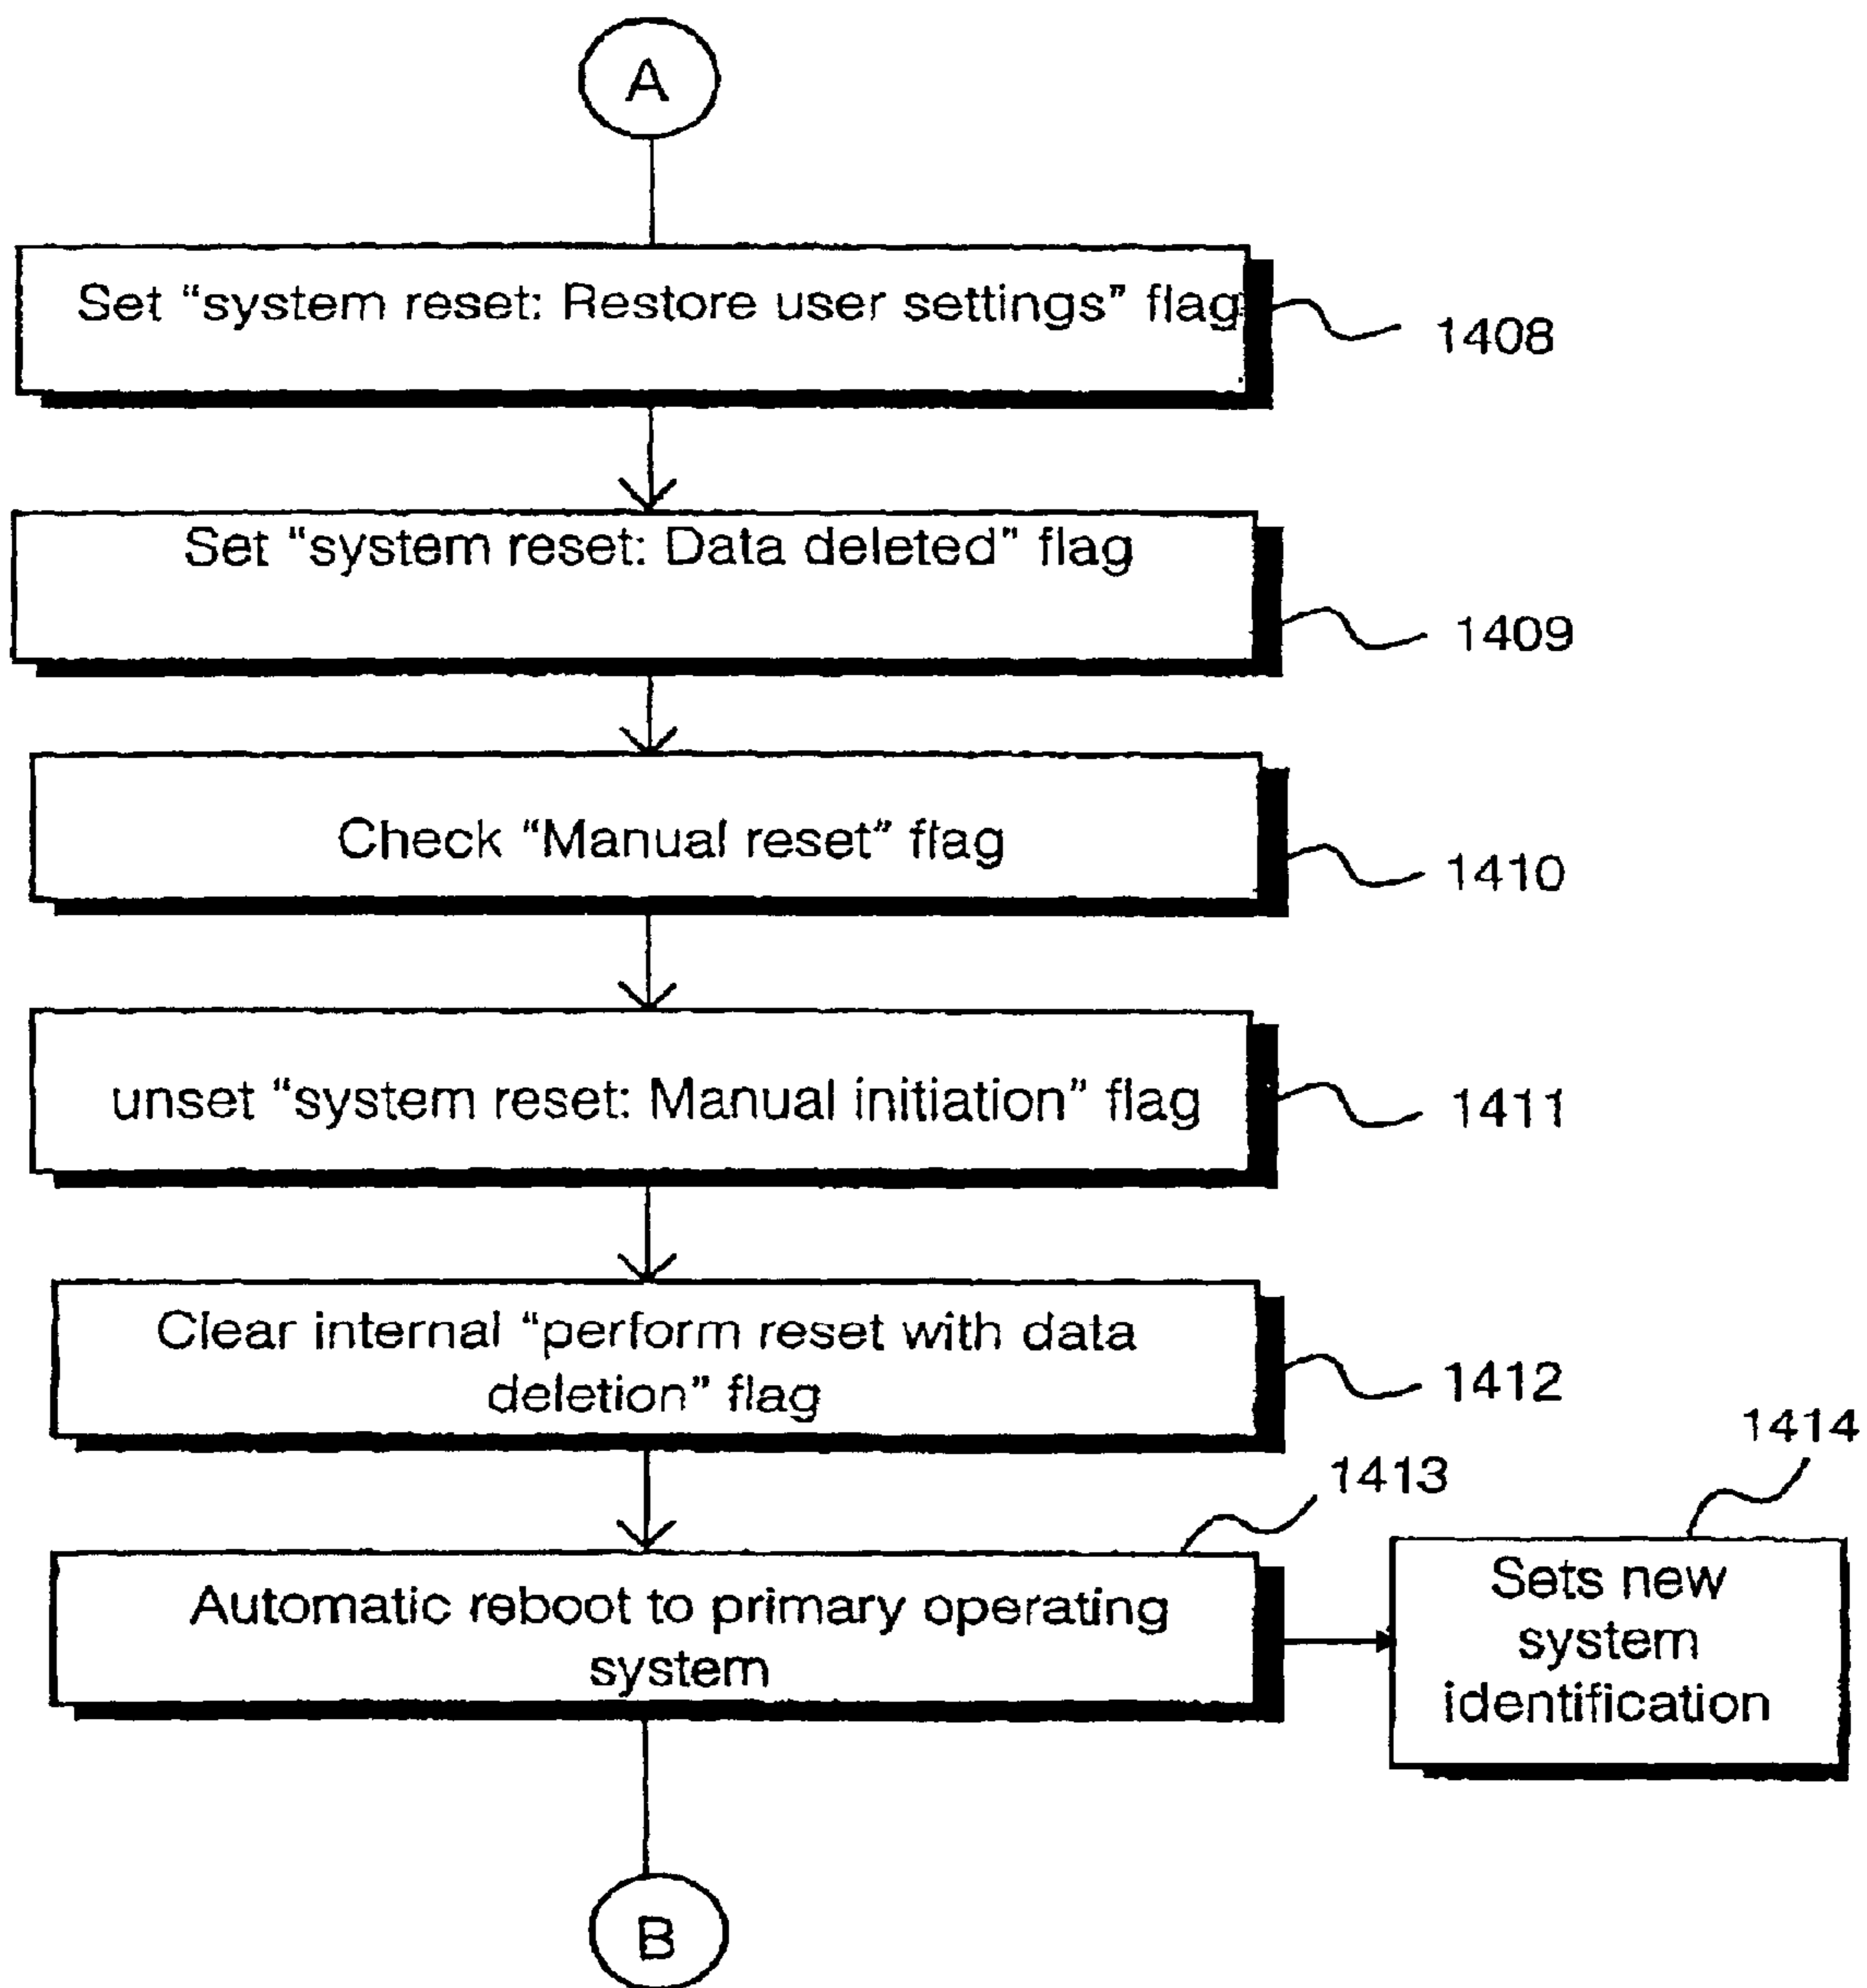 A
Set “system reset: Restore user settings” flag
1408
Set “system reset: Data deleted” flag
1409
Check “Manual reset” flag
1410
unset “system reset: Manual initiation” flag
1411
Clear internal “perform reset with data
deletion” flag
1412
1413
1414
Automatic reboot to primary operating
system
Sets new
system
identification
B